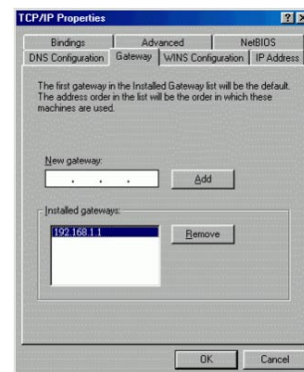 TCP/IP Properties
Bindings Advanced NetBIOS
DNS Configuration Gateway WINS Configuration IP Address
The first gateway in the Installed Gateway list will be the default.
The address order in the list will be the order in which these
machines are used.
New gateway:
. . .
Add
Installed gateways:
192.168.1.1
Remove
OK Cancel